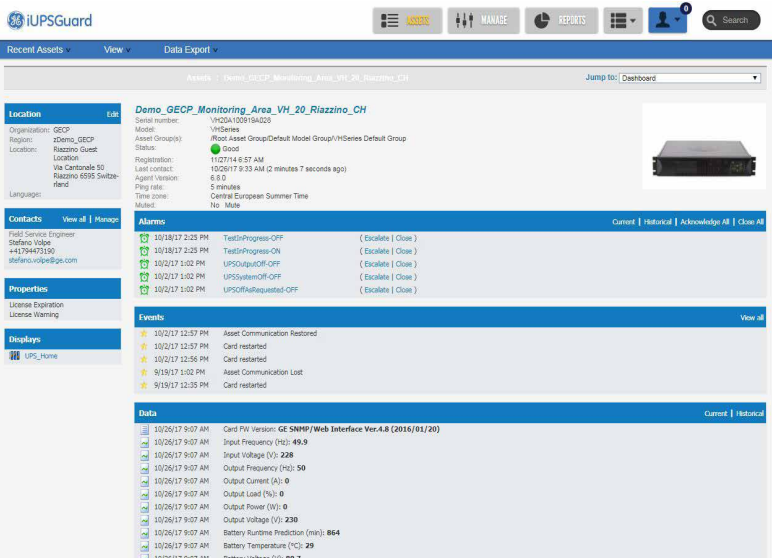 iUPSGuard
ASSETS
MANAGE
REPORTS
0
Search
Recent Assets
View
Data Export
Assets : Demo_GECP_Monitoring_Area_VH_20_Riazzino_CH
Jump to: Dashboard
Location Edit
Organization: GECP
Region: zDemo_GECP
Location: Riazzino Guest
Location
Via Cantonale 50
Riazzino 6595 Switze-
rland
Language:
Contacts View all | Manage
Field Service Engineer
Stefano Volpe
+41794473190
stefano.volpe@ge.com
Properties
License Expiration
License Warning
Displays
UPS_Home
Demo_GECP_Monitoring_Area_VH_20_Riazzino_CH
Serial number: VH20A100919A028
Model: VHSeries
Asset Group(s): /Root Asset Group/Default Model Group/VHSeries Default Group
Status: Good
Registration: 11/27/14 6:57 AM
Last contact: 10/26/17 9:33 AM (2 minutes 7 seconds ago)
Agent Version: 6.8.0
Ping rate: 5 minutes
Time zone: Central European Summer Time
Muted: No Mute
Alarms Current | Historical | Acknowledge All | Close All
10/18/17 2:25 PM TestInProgress-OFF ( Escalate | Close )
10/18/17 2:25 PM TestInProgress-ON ( Escalate | Close )
10/2/17 1:02 PM UPSOutputOff-OFF ( Escalate | Close )
10/2/17 1:02 PM UPSSystemOff-OFF ( Escalate | Close )
10/2/17 1:02 PM UPSOffAsRequested-OFF ( Escalate | Close )
Events View all
10/2/17 12:57 PM Asset Communication Restored
10/2/17 12:57 PM Card restarted
10/2/17 12:56 PM Card restarted
9/19/17 1:02 PM Asset Communication Lost
9/19/17 12:35 PM Card restarted
Data Current | Historical
10/26/17 9:07 AM Card FW Version: GE SNMP/Web Interface Ver.4.8 (2016/01/20)
10/26/17 9:07 AM Input Frequency (Hz): 49.9
10/26/17 9:07 AM Input Voltage (V): 228
10/26/17 9:07 AM Output Frequency (Hz): 50
10/26/17 9:07 AM Output Current (A): 0
10/26/17 9:07 AM Output Load (%): 0
10/26/17 9:07 AM Output Power (W): 0
10/26/17 9:07 AM Output Voltage (V): 230
10/26/17 9:07 AM Battery Runtime Prediction (min): 864
10/26/17 9:07 AM Battery Temperature (°C): 29
10/26/17 9:07 AM Battery Voltage (V):